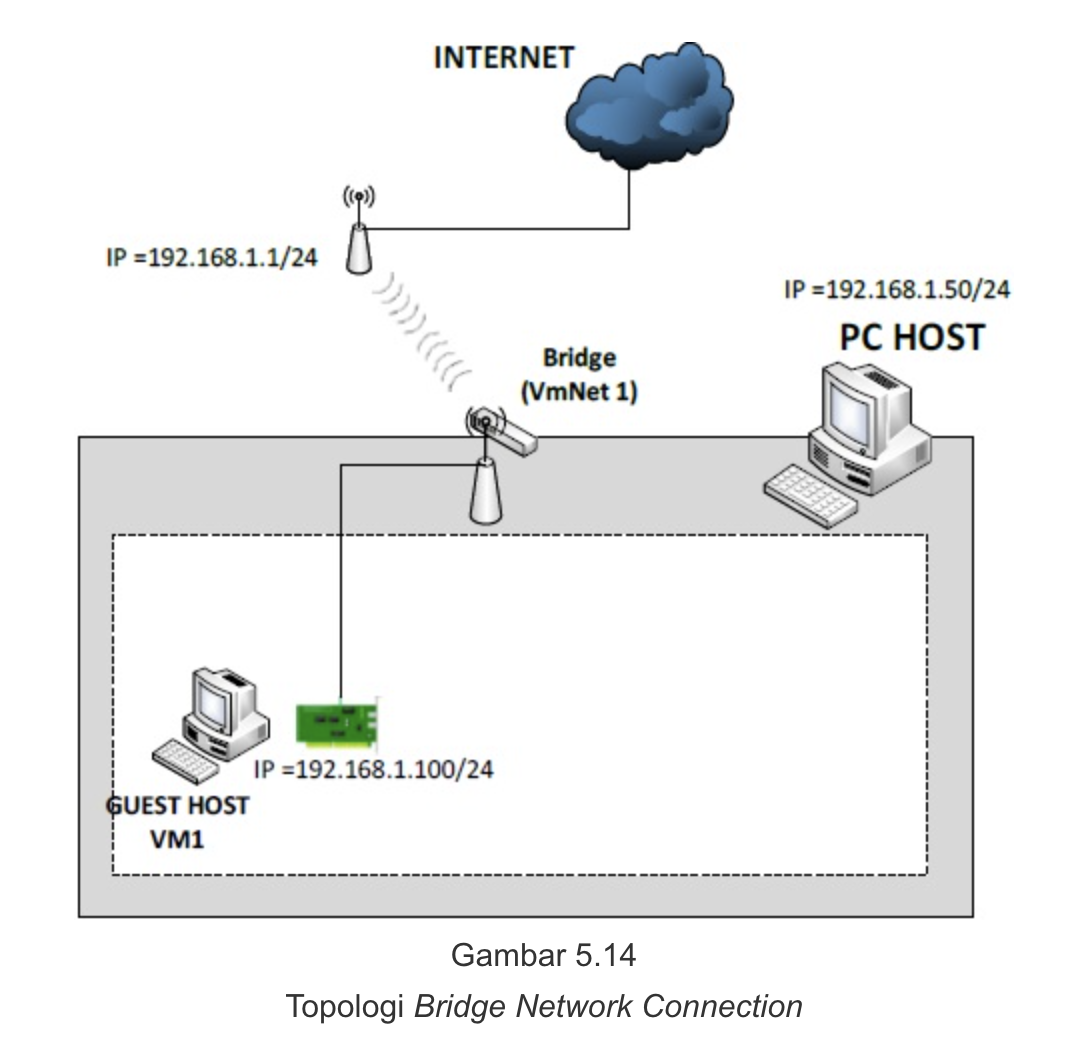 INTERNET
IP =192.168.1.1/24
IP =192.168.1.50/24
PC HOST
Bridge
(VmNet 1)
IP =192.168.1.100/24
GUEST HOST
VM1
Gambar 5.14
Topologi Bridge Network Connection